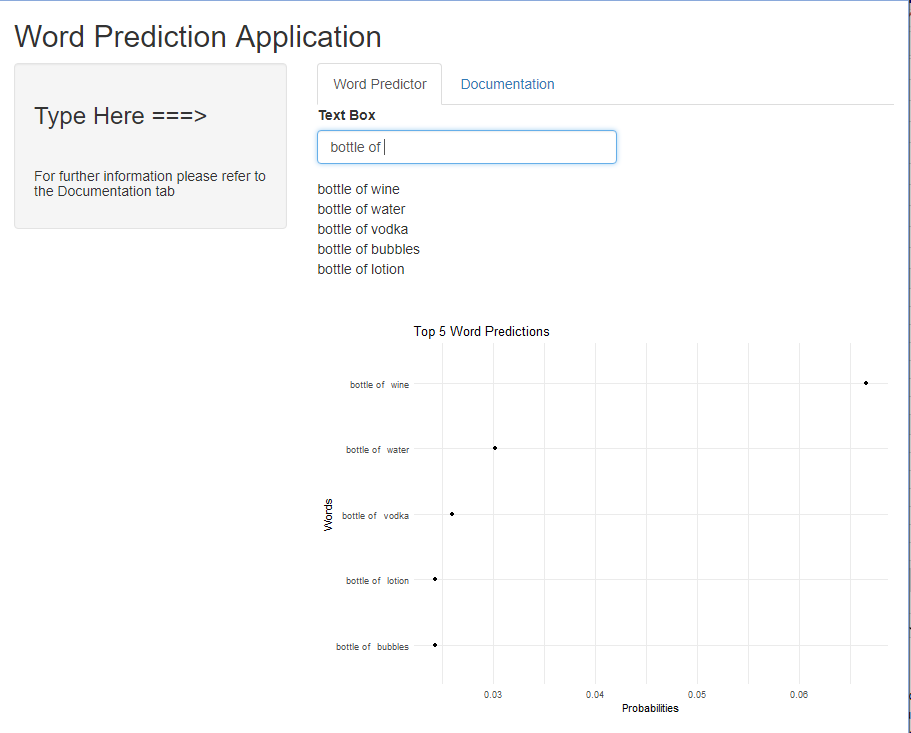 Word Prediction Application
Type Here ===>
For further information please refer to
the Documentation tab
Word Predictor
Documentation
Text Box
bottle of
bottle of wine
bottle of water
bottle of vodka
bottle of bubbles
bottle of lotion
Top 5 Word Predictions
Words
bottle of  wine
bottle of  water
bottle of  vodka
bottle of  lotion
bottle of  bubbles
0.03 0.04 0.05 0.06
Probabilities